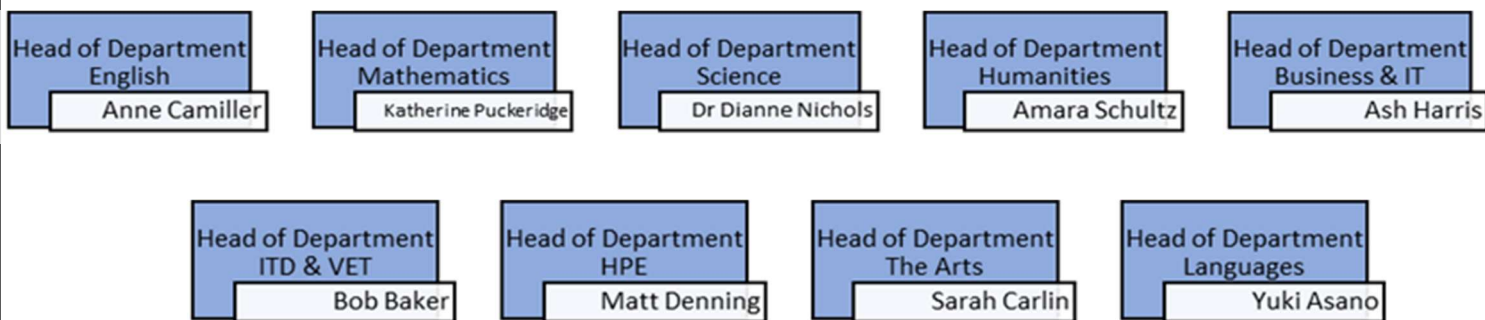 Head of Department
English
Anne Camiller
Head of Department
Mathematics
Katherine Puckeridge
Head of Department
Science
Dr Dianne Nichols
Head of Department
Humanities
Amara Schultz
Head of Department
Business & IT
Ash Harris
Head of Department
ITD & VET
Bob Baker
Head of Department
HPE
Matt Denning
Head of Department
The Arts
Sarah Carlin
Head of Department
Languages
Yuki Asano